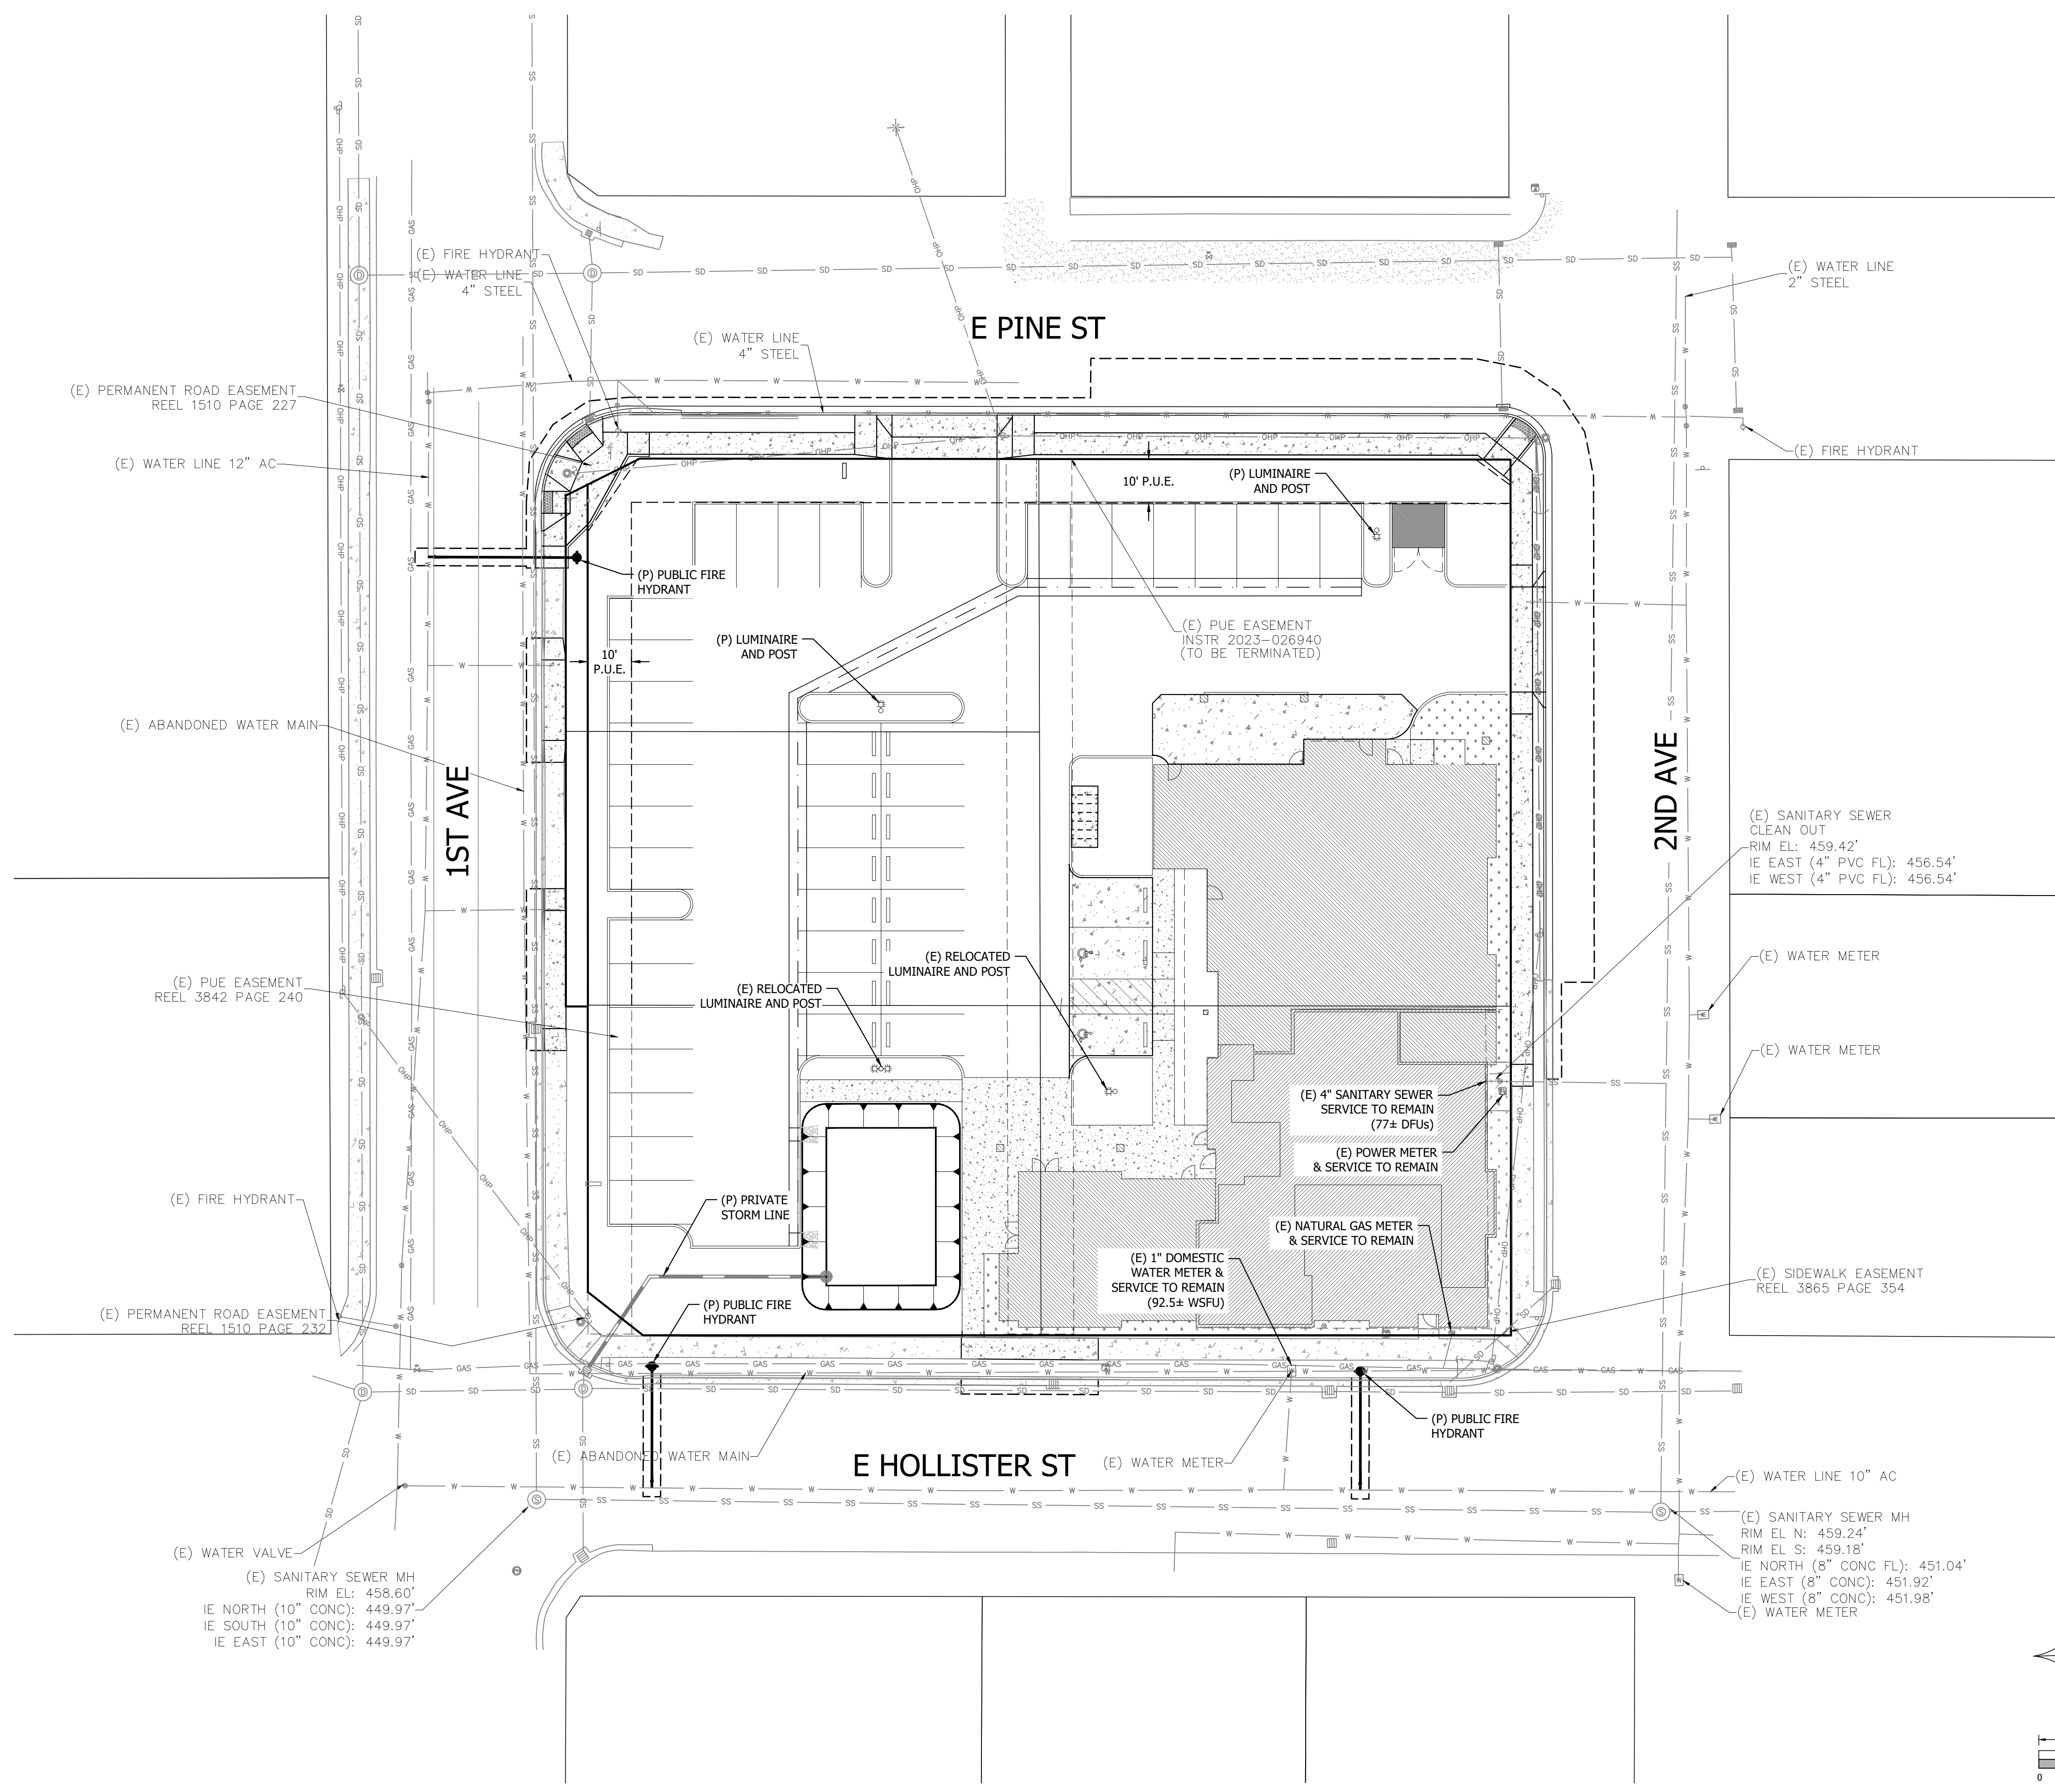 (E) FIRE HYDRANT
(E) WATER LINE
4" STEEL
(E) WATER LINE
2" STEEL
E PINE ST
(E) WATER LINE
4" STEEL
(E) PERMANENT ROAD EASEMENT
REEL 1510 PAGE 227
(E) WATER LINE 12" AC
(E) FIRE HYDRANT
10' P.U.E.
(P) LUMINAIRE
AND POST
(P) PUBLIC FIRE
HYDRANT
(P) LUMINAIRE
AND POST
10'
P.U.E.
(E) PUE EASEMENT
INSTR 2023-026940
(TO BE TERMINATED)
(E) ABANDONED WATER MAIN
1ST AVE
2ND AVE
(E) SANITARY SEWER
CLEAN OUT
RIM EL: 459.42'
IE EAST (4" PVC FL): 456.54'
IE WEST (4" PVC FL): 456.54'
(E) RELOCATED
LUMINAIRE AND POST
(E) RELOCATED
LUMINAIRE AND POST
(E) PUE EASEMENT
REEL 3842 PAGE 240
(E) WATER METER
(E) WATER METER
(E) 4" SANITARY SEWER
SERVICE TO REMAIN
(77± DFUs)
(E) POWER METER
& SERVICE TO REMAIN
(P) PRIVATE
STORM LINE
(E) FIRE HYDRANT
(E) NATURAL GAS METER
& SERVICE TO REMAIN
(E) 1" DOMESTIC
WATER METER &
SERVICE TO REMAIN
(92.5± WSFU)
(E) SIDEWALK EASEMENT
REEL 3865 PAGE 354
(E) PERMANENT ROAD EASEMENT
REEL 1510 PAGE 232
(P) PUBLIC FIRE
HYDRANT
(P) PUBLIC FIRE
HYDRANT
(E) ABANDONED WATER MAIN
E HOLLISTER ST
(E) WATER METER
(E) WATER LINE 10" AC
(E) WATER VALVE
(E) SANITARY SEWER MH
RIM EL: 458.60'
IE NORTH (10" CONC): 449.97'
IE SOUTH (10" CONC): 449.97'
IE EAST (10" CONC): 449.97'
(E) SANITARY SEWER MH
RIM EL N: 459.24'
RIM EL S: 459.18'
IE NORTH (8" CONC FL): 451.04'
IE EAST (8" CONC): 451.92'
IE WEST (8" CONC): 451.98'
(E) WATER METER
0